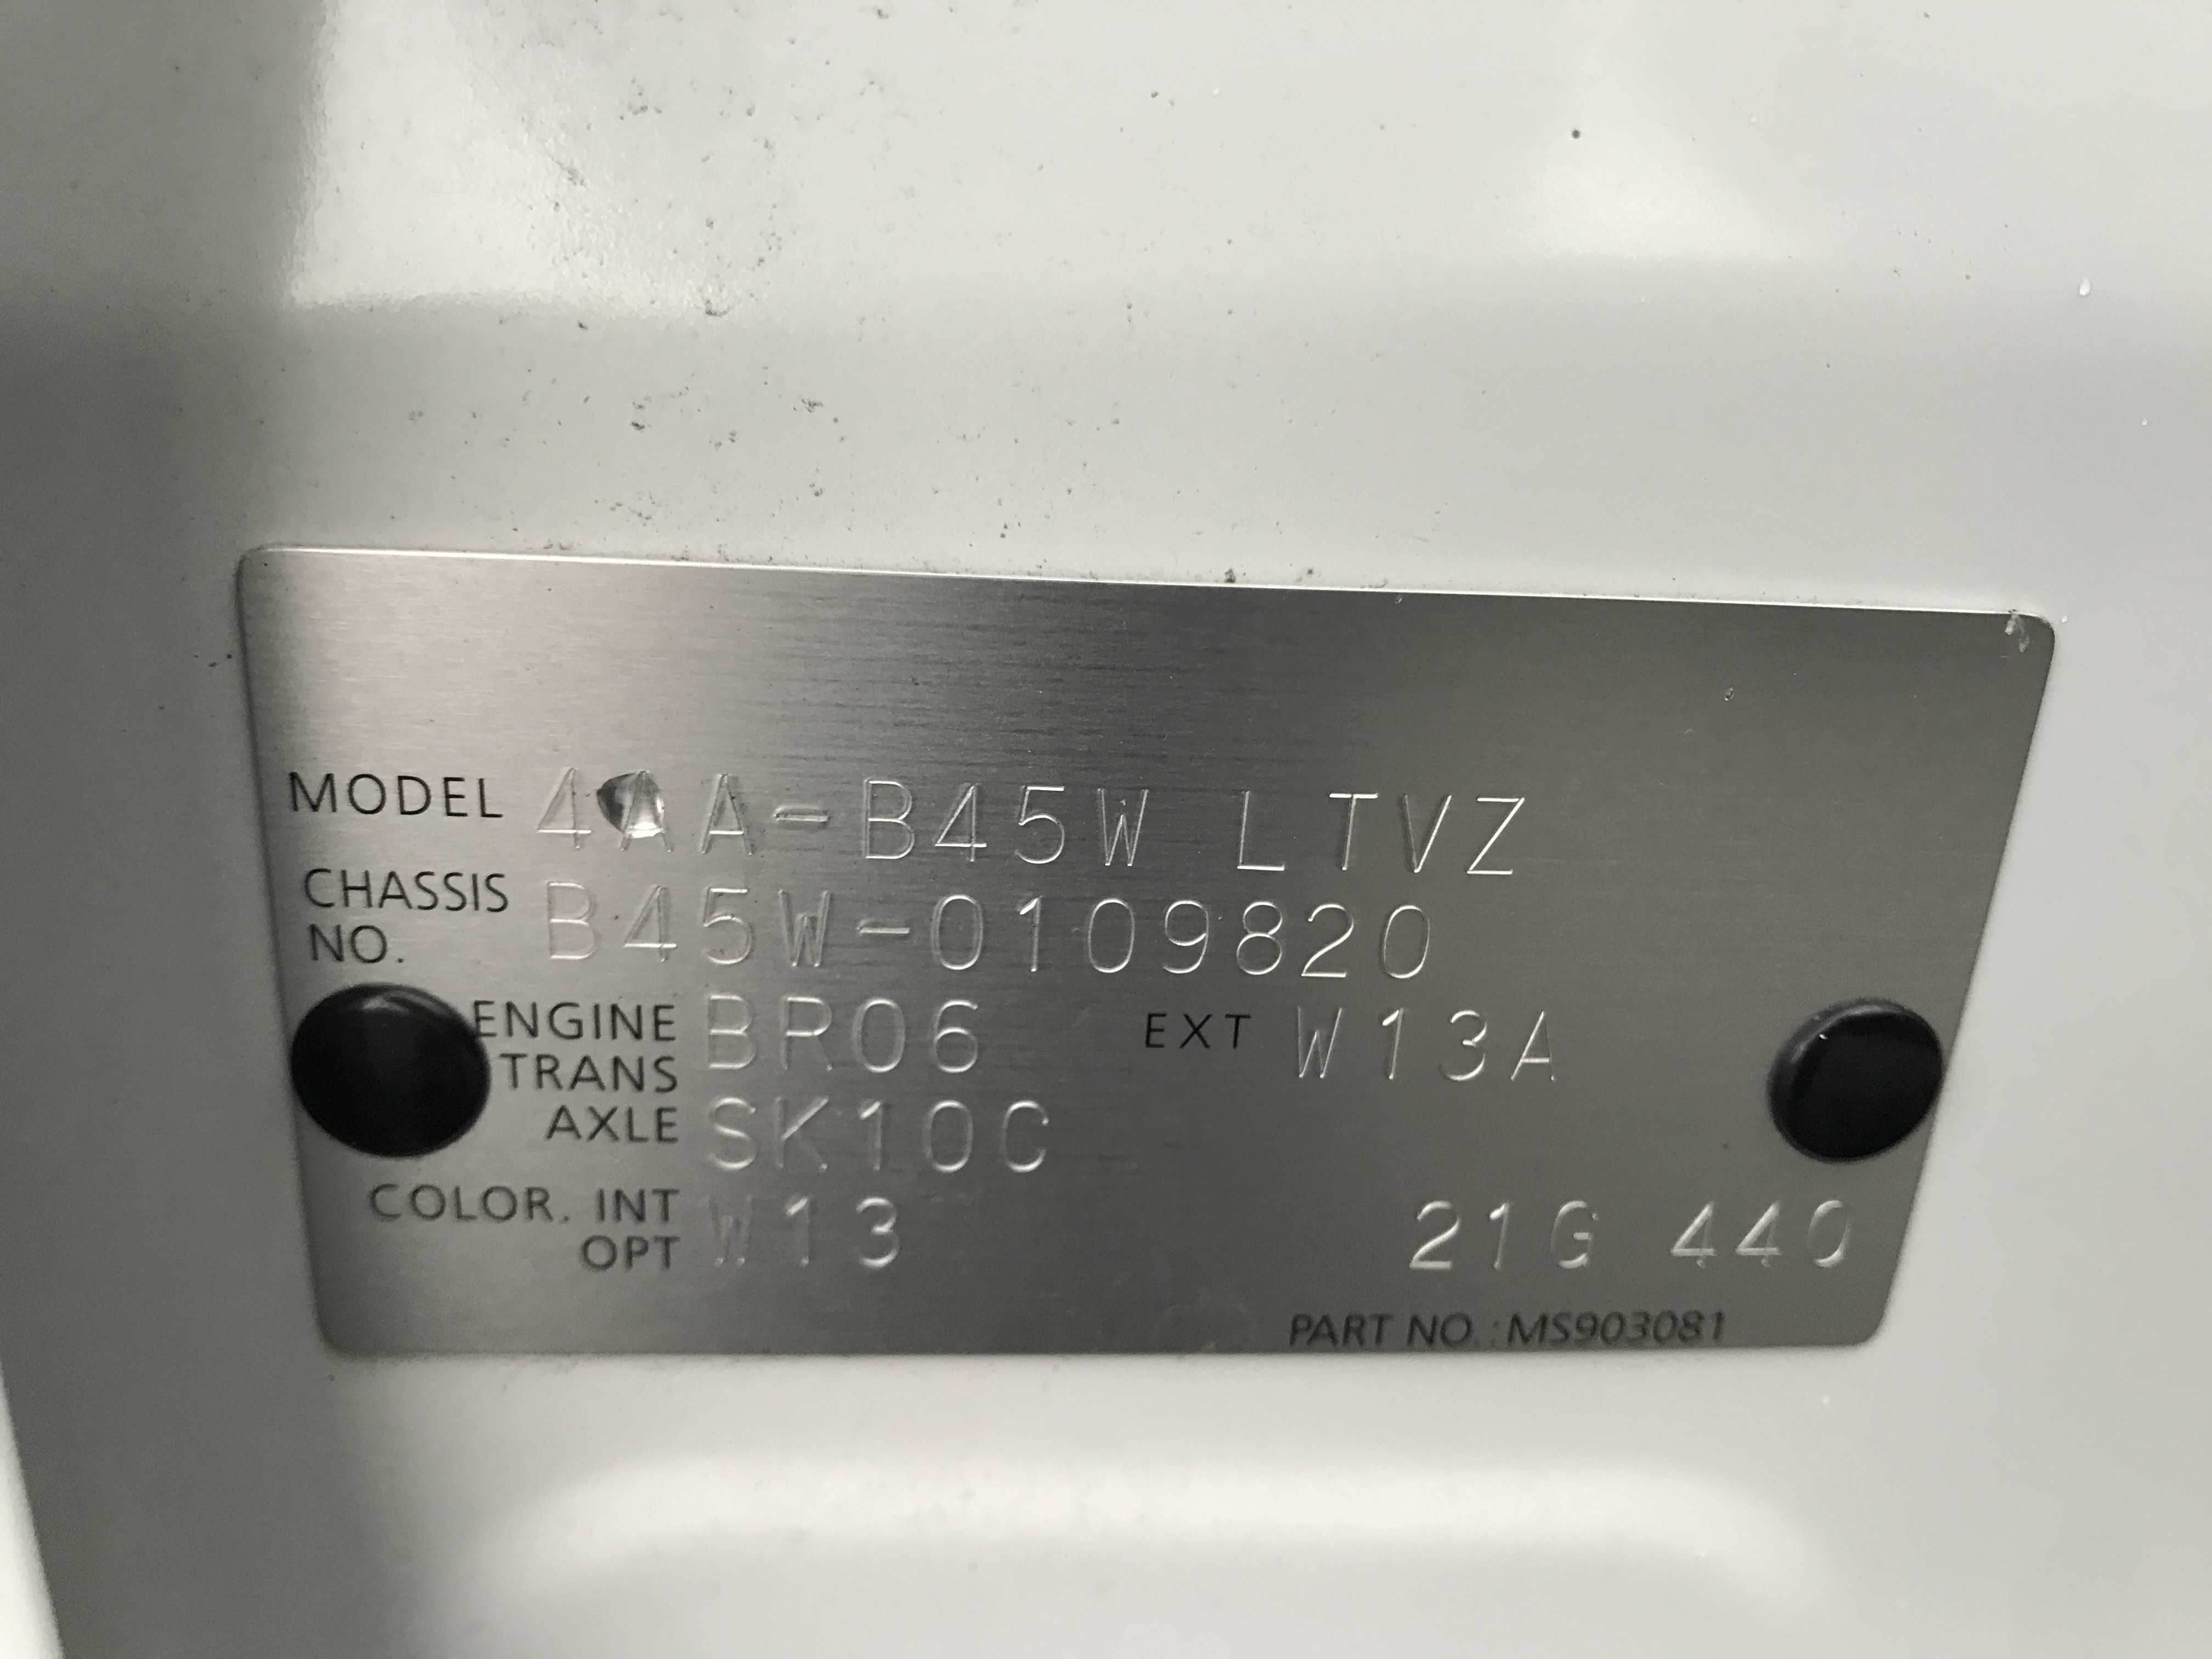 MODEL 4AA-B45W LTVZ
CHASSIS NO. B45W-0109820
ENGINE BR06 EXT W13A
TRANS
AXLE SK10C
COLOR. INT W13 21G 440
OPT
PART NO.:MS903081